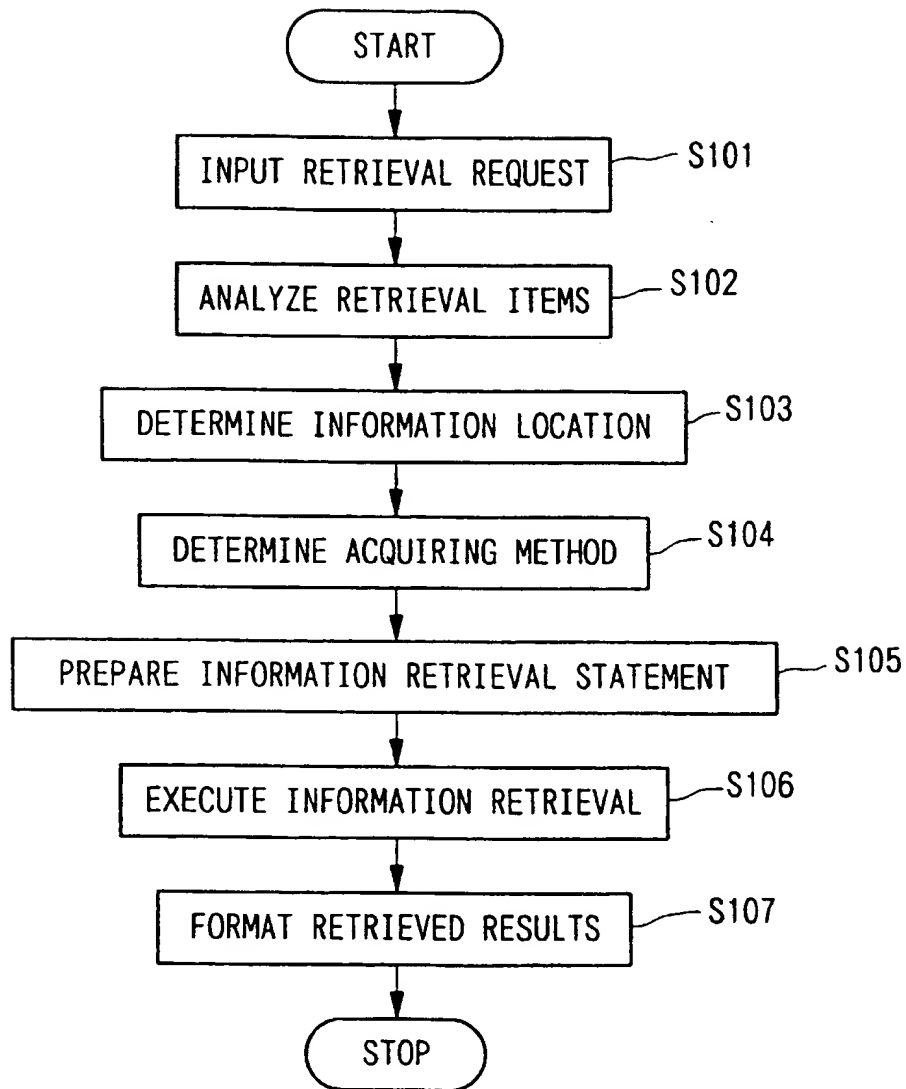 START
INPUT RETRIEVAL REQUEST
S101
ANALYZE RETRIEVAL ITEMS
S102
DETERMINE INFORMATION LOCATION
S103
DETERMINE ACQUIRING METHOD
S104
PREPARE INFORMATION RETRIEVAL STATEMENT
S105
EXECUTE INFORMATION RETRIEVAL
S106
FORMAT RETRIEVED RESULTS
S107
STOP